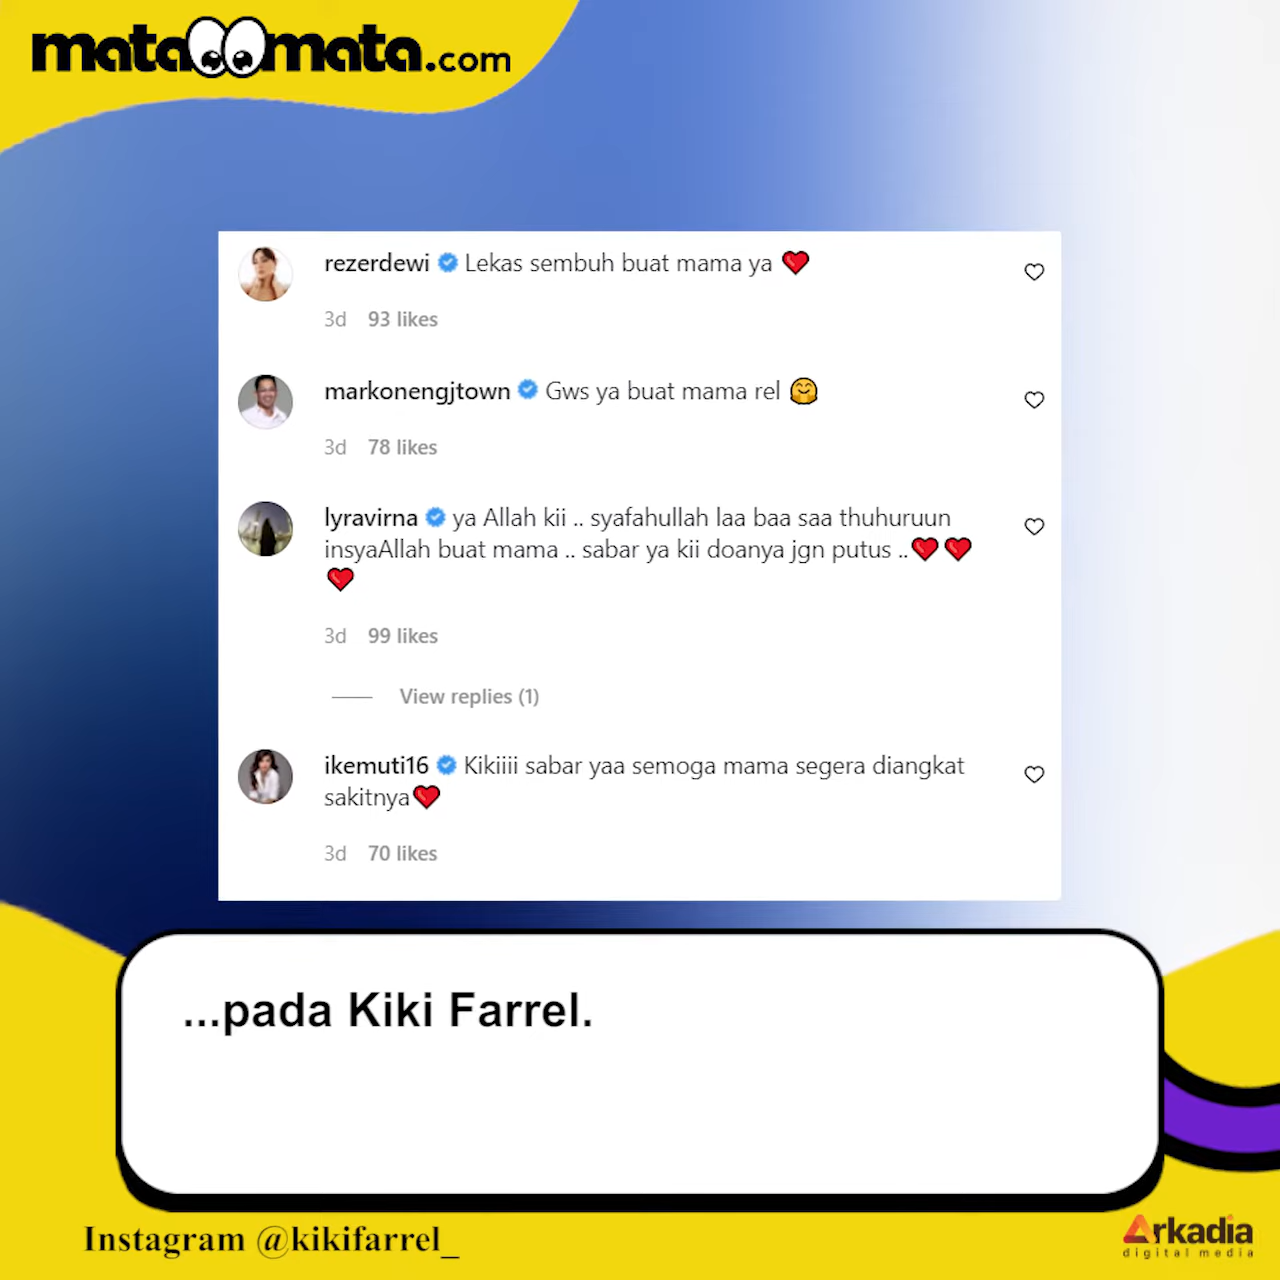 matamata.com
rezerdewi Lekas sembuh buat mama ya ❤️
3d 93 likes
markonengjtown Gws ya buat mama rel 🤗
3d 78 likes
lyravirna ya Allah kii .. syafahullah laa baa saa thuhuruun
insyaAllah buat mama .. sabar ya kii doanya jgn putus ..❤️❤️
❤️
3d 99 likes
View replies (1)
ikemuti16 Kikiiii sabar yaa semoga mama segera diangkat
sakitnya❤️
3d 70 likes
...pada Kiki Farrel.
Instagram @kikifarrel_
Arkadia
digital media